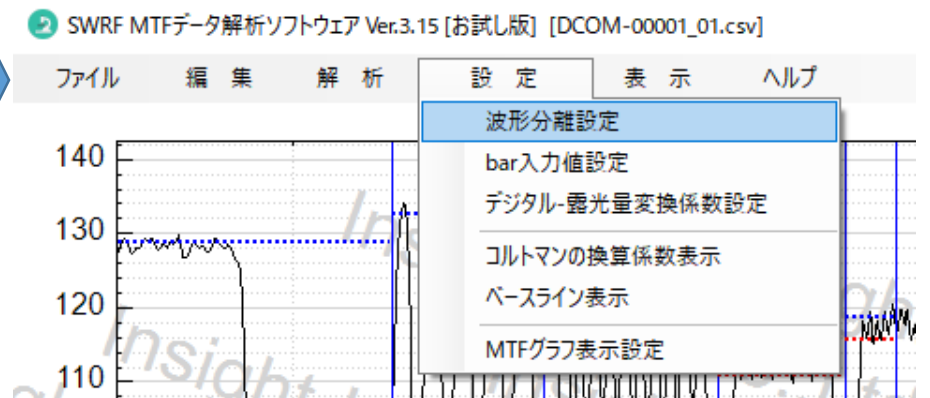 SWRF MTFデータ解析ソフトウェア Ver.3.15 [お試し版] [DCOM-00001_01.csv]
ファイル 編 集 解 析 設 定 表 示 ヘルプ
波形分離設定
bar入力値設定
デジタル-露光量変換係数設定
コルトマンの換算係数表示
ベースライン表示
MTFグラフ表示設定
140
130
120
110
Insight